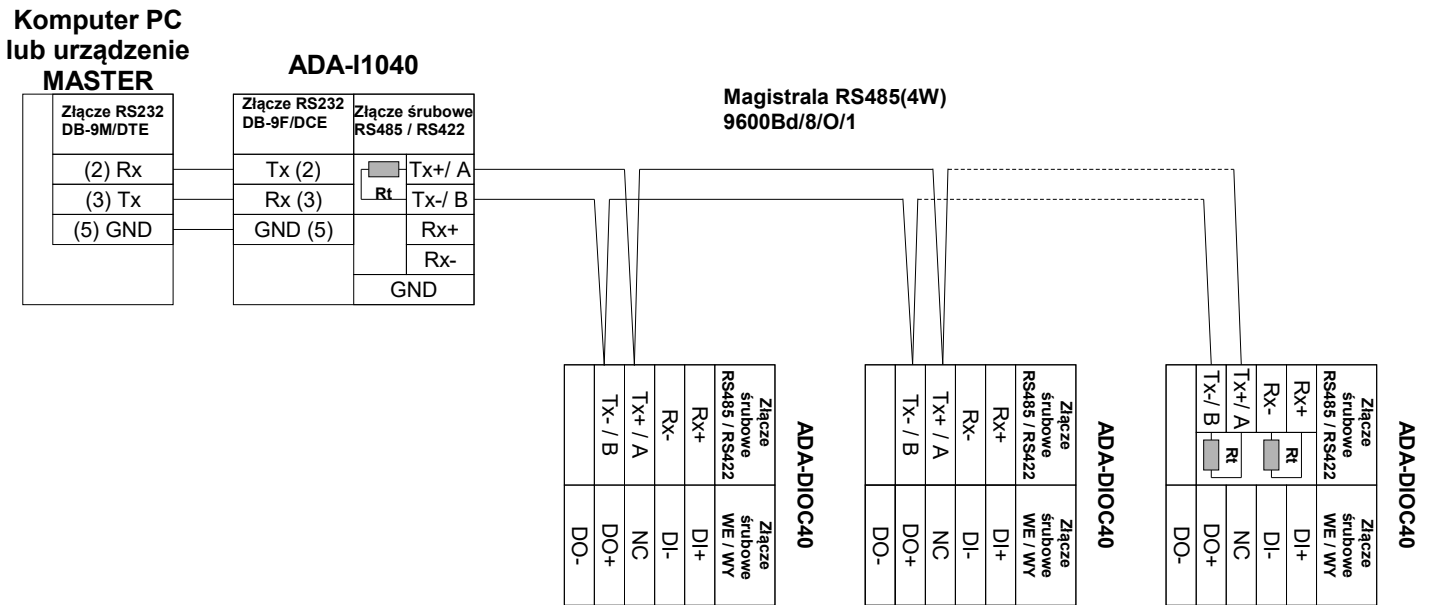 Komputer PC
lub urządzenie
MASTER
ADA-I1040
Magistrala RS485(4W)
9600Bd/8/O/1
Złącze RS232
DB-9M/DTE
(2) Rx
(3) Tx
(5) GND
Złącze RS232
DB-9F/DCE
Tx (2)
Rx (3)
GND (5)
Złącze śrubowe
RS485 / RS422
Rt
Tx+/ A
Tx-/ B
Rx+
Rx-
GND
ADA-DIOC40
Złącze
śrubowe
RS485 / RS422
Rx+
Rx-
Tx+ / A
Tx- / B
Złącze
śrubowe
WE / WY
DI+
DI-
NC
DO+
DO-
ADA-DIOC40
Złącze
śrubowe
RS485 / RS422
Rx+
Rx-
Tx+ / A
Tx- / B
Złącze
śrubowe
WE / WY
DI+
DI-
NC
DO+
DO-
ADA-DIOC40
Złącze
śrubowe
RS485 / RS422
Rx+
Rx-
Tx+/ A
Tx-/ B
Rt
Rt
Złącze
śrubowe
WE / WY
DI+
DI-
NC
DO+
DO-